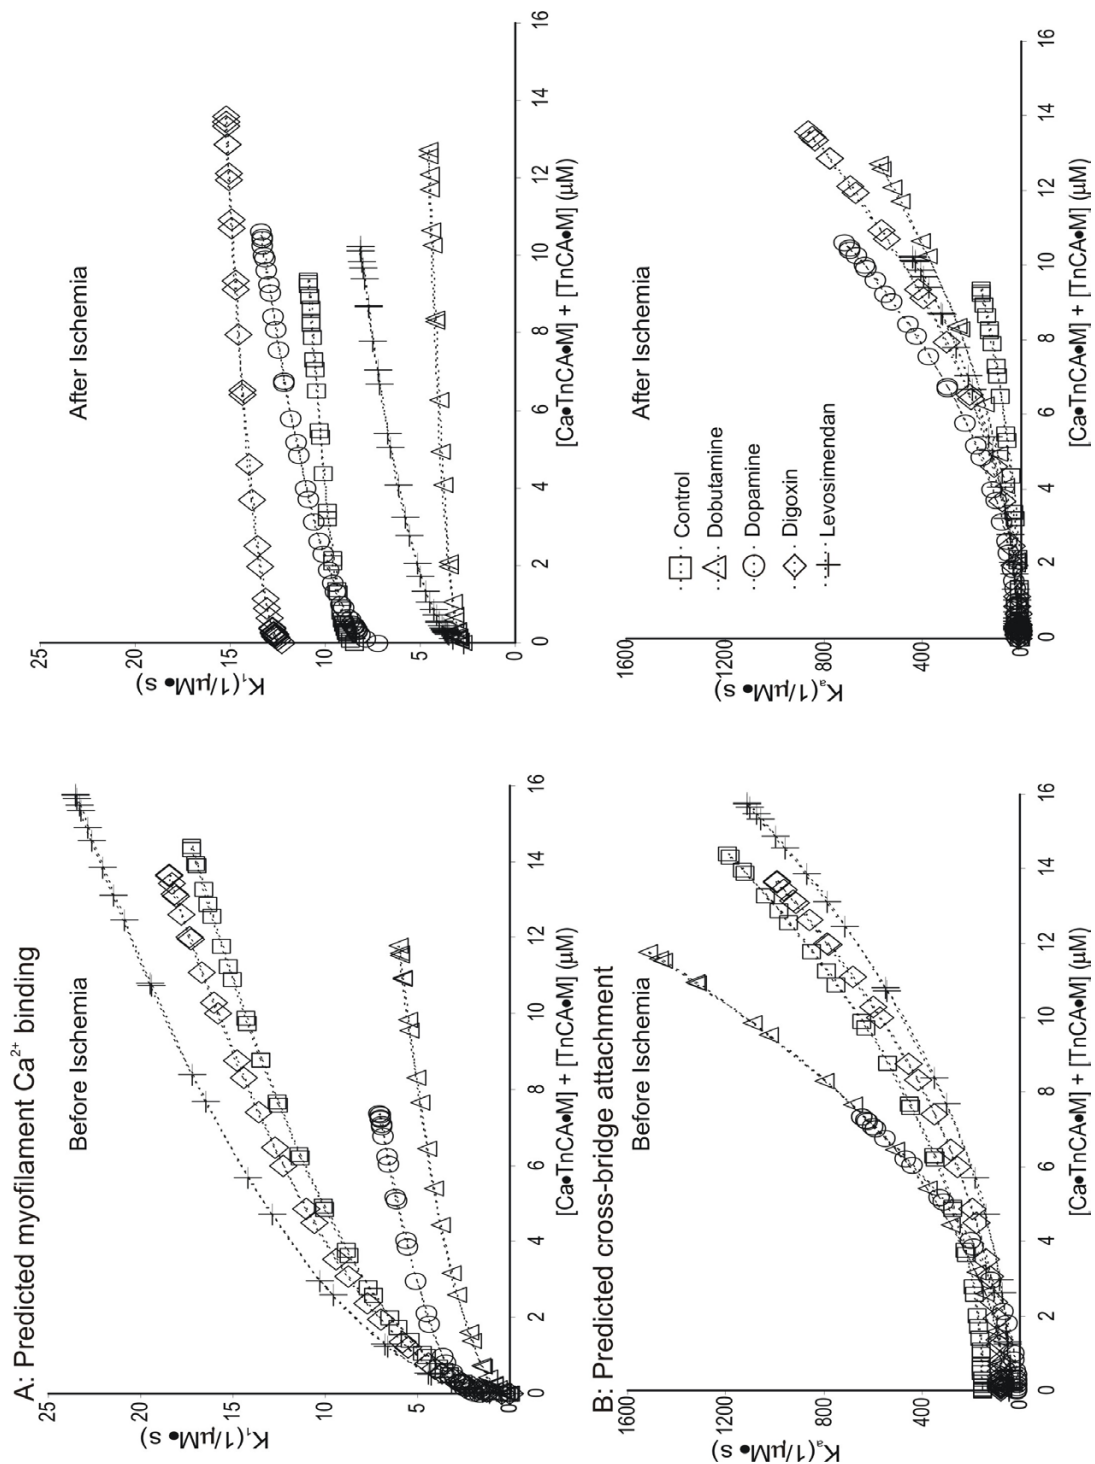 A: Predicted myofilament Ca²⁺ binding
Before Ischemia
25
20
15
10
5
0
K₁(1/μM●s)
0 2 4 6 8 10 12 14 16
[Ca●TnCA●M] + [TnCA●M] (μM)
After Ischemia
25
20
15
10
5
0
K₁(1/μM●s)
0 2 4 6 8 10 12 14 16
[Ca●TnCA●M] + [TnCA●M] (μM)
B: Predicted cross-bridge attachment
Before Ischemia
1600
1200
800
400
0
Kₐ(1/μM●s)
0 2 4 6 8 10 12 14 16
[Ca●TnCA●M] + [TnCA●M] (μM)
After Ischemia
Control
Dobutamine
Dopamine
Digoxin
Levosimendan
1600
1200
800
400
0
Kₐ(1/μM●s)
0 2 4 6 8 10 12 14 16
[Ca●TnCA●M] + [TnCA●M] (μM)